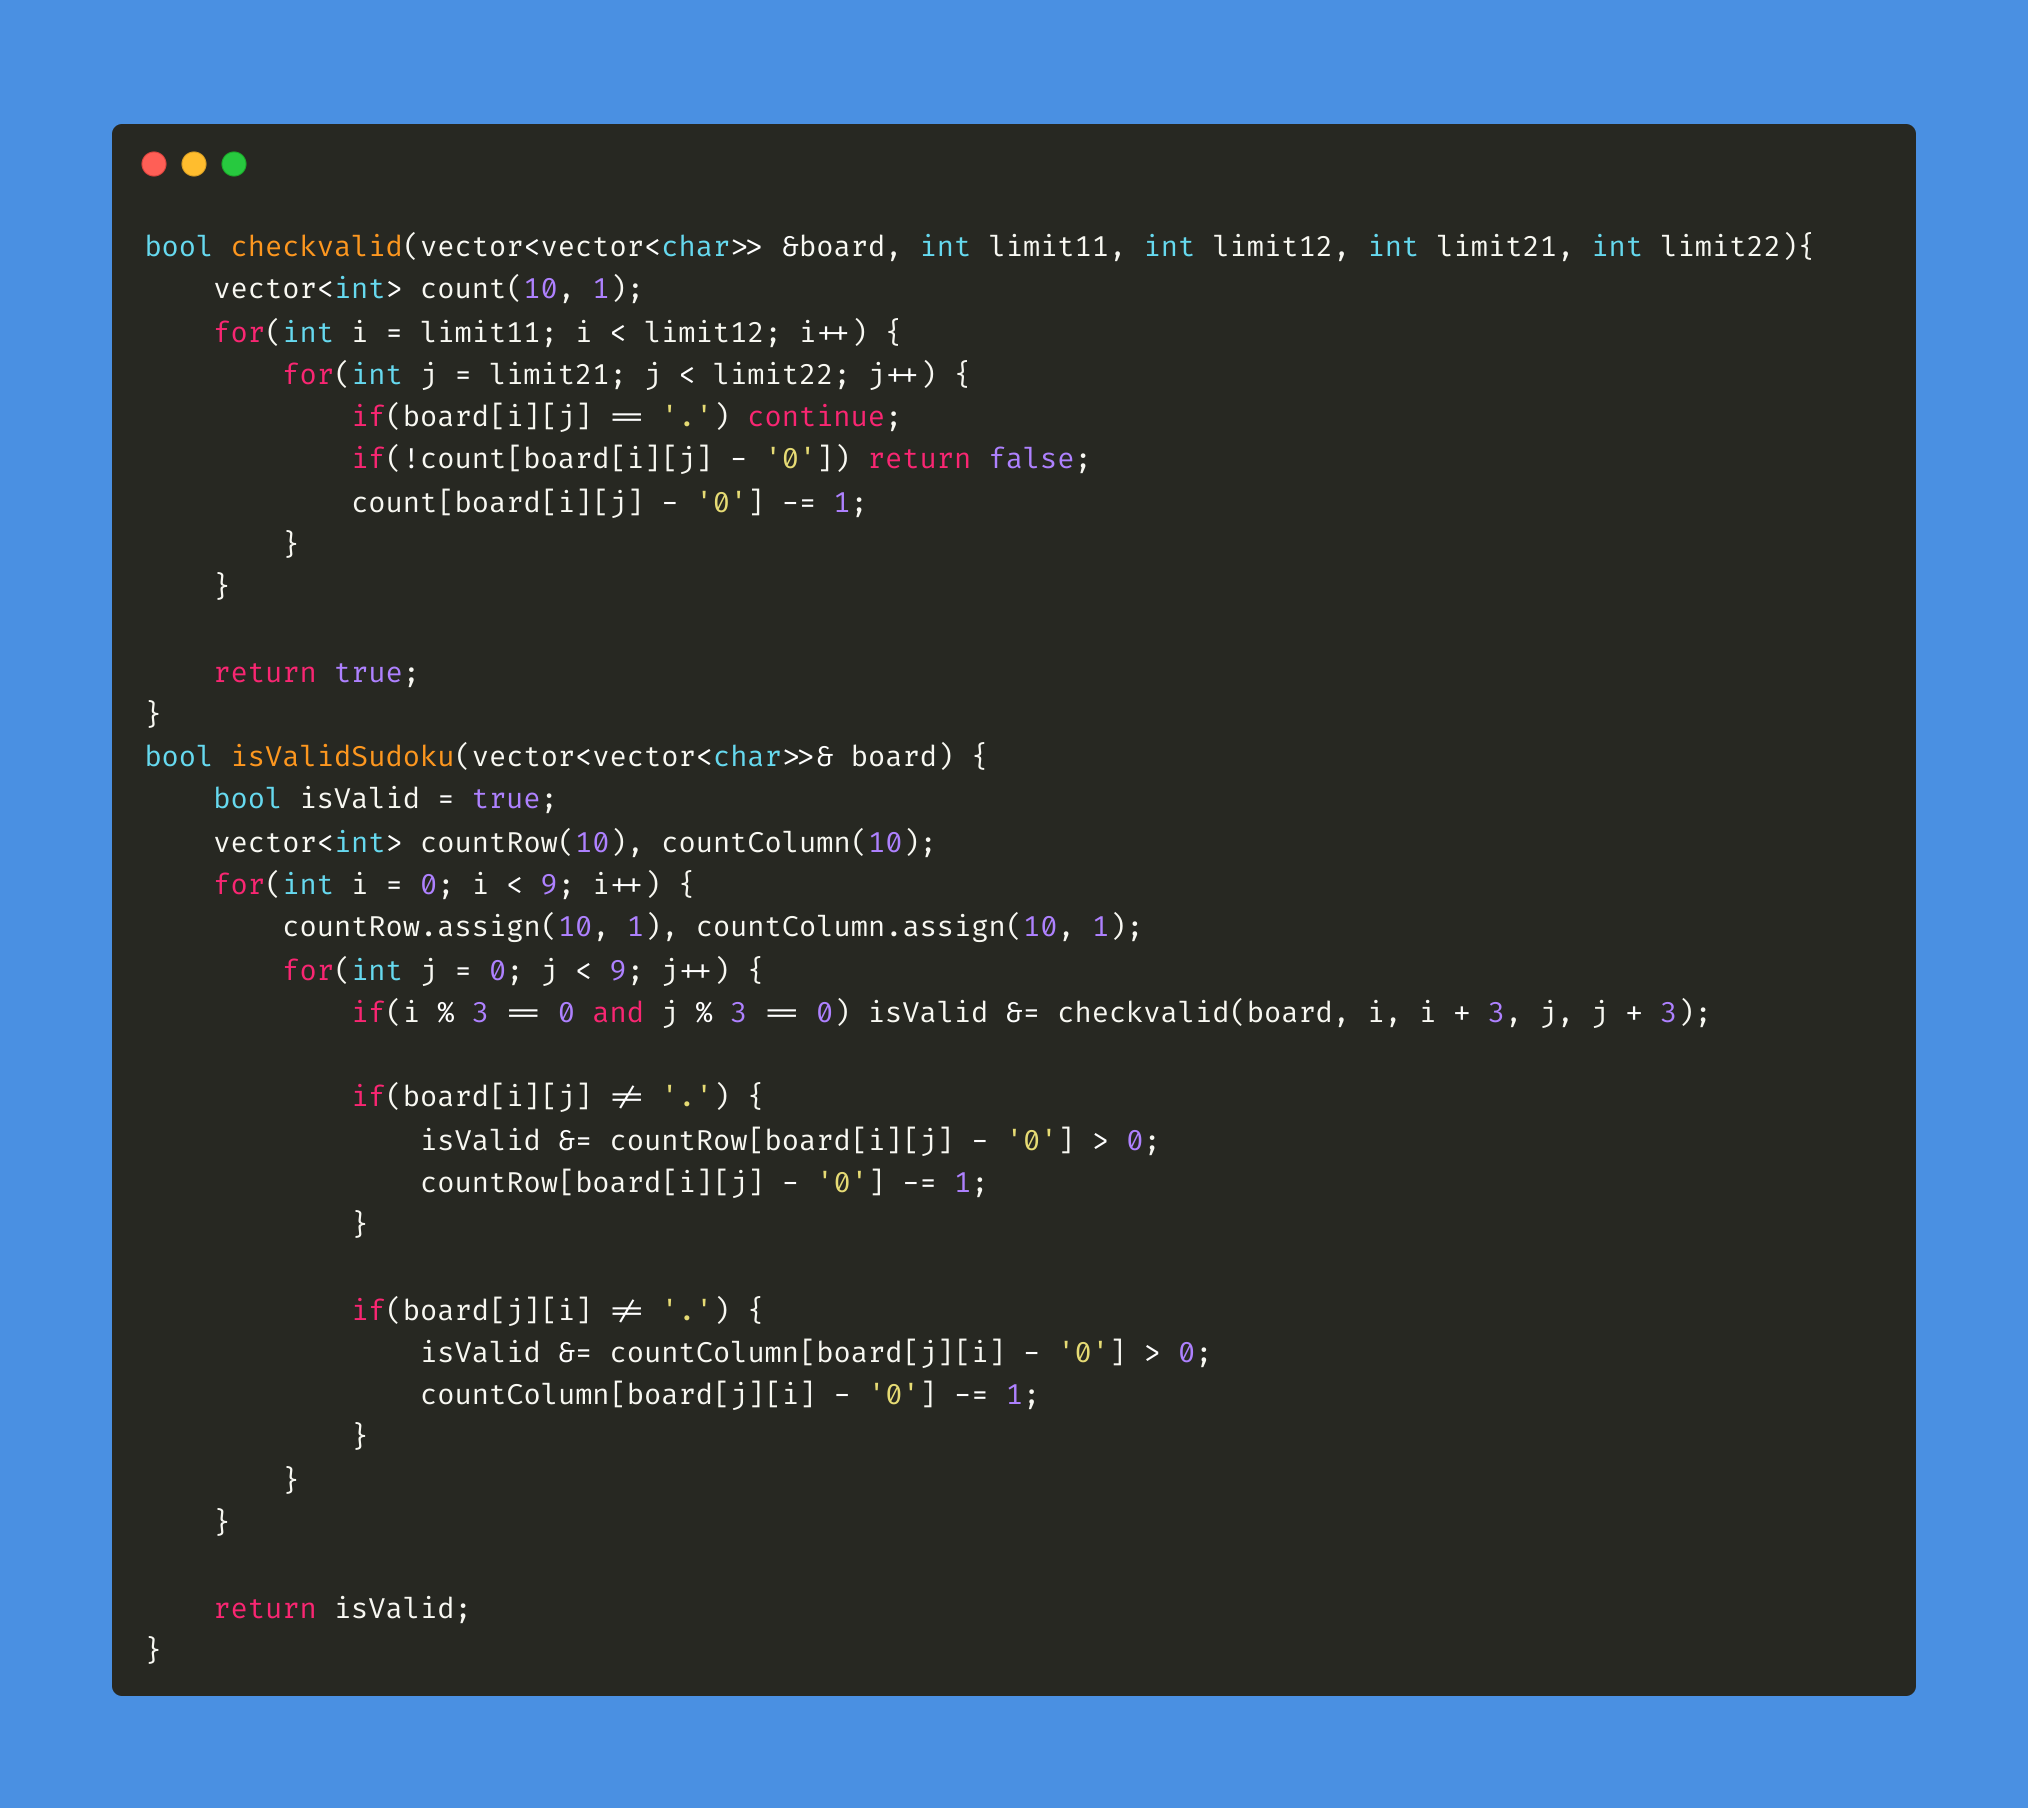 bool checkvalid(vector<vector<char>> &board, int limit11, int limit12, int limit21, int limit22){
    vector<int> count(10, 1);
    for(int i = limit11; i < limit12; i++) {
        for(int j = limit21; j < limit22; j++) {
            if(board[i][j] == '.') continue;
            if(!count[board[i][j] - '0']) return false;
            count[board[i][j] - '0'] -= 1;
        }
    }

    return true;
}
bool isValidSudoku(vector<vector<char>>& board) {
    bool isValid = true;
    vector<int> countRow(10), countColumn(10);
    for(int i = 0; i < 9; i++) {
        countRow.assign(10, 1), countColumn.assign(10, 1);
        for(int j = 0; j < 9; j++) {
            if(i % 3 == 0 and j % 3 == 0) isValid &= checkvalid(board, i, i + 3, j, j + 3);

            if(board[i][j] != '.') {
                isValid &= countRow[board[i][j] - '0'] > 0;
                countRow[board[i][j] - '0'] -= 1;
            }

            if(board[j][i] != '.') {
                isValid &= countColumn[board[j][i] - '0'] > 0;
                countColumn[board[j][i] - '0'] -= 1;
            }
        }
    }

    return isValid;
}